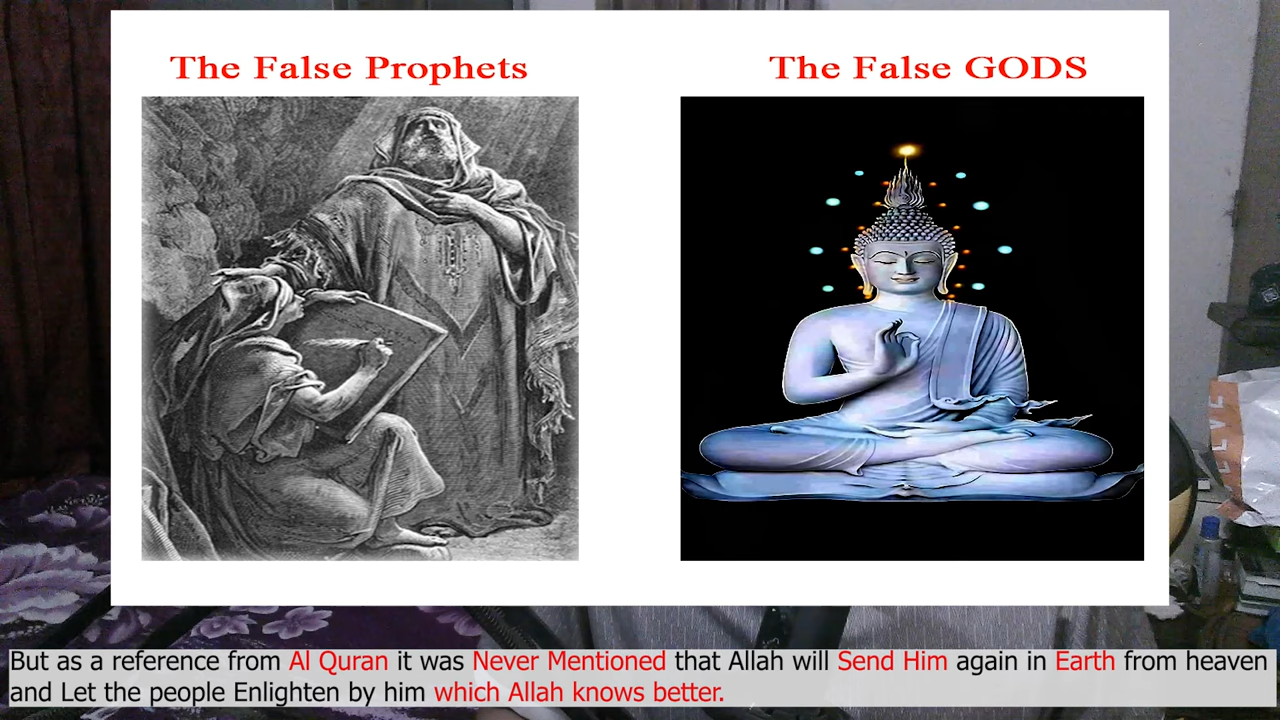 The False Prophets
The False GODS
ELVE
But as a reference from Al Quran it was Never Mentioned that Allah will Send Him again in Earth from heaven
and Let the people Enlighten by him which Allah knows better.